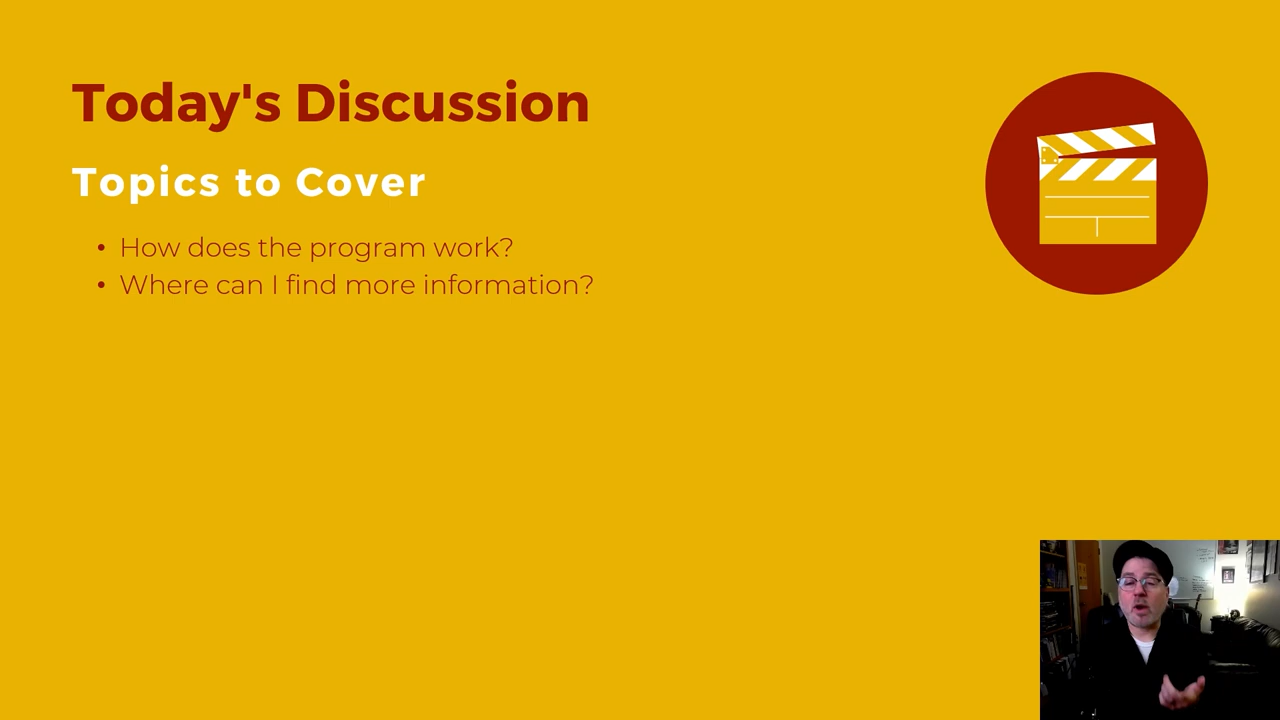 Today's Discussion
Topics to Cover
• How does the program work?
• Where can I find more information?